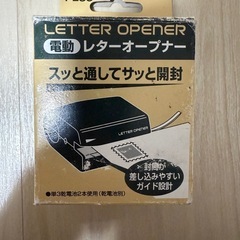 LETTER OPENER
電動 レターオープナー
スッと通してサッと開封
LETTER OPENER
封筒が
差し込みやすい
ガイド設計
●単3乾電池2本使用(乾電池別)